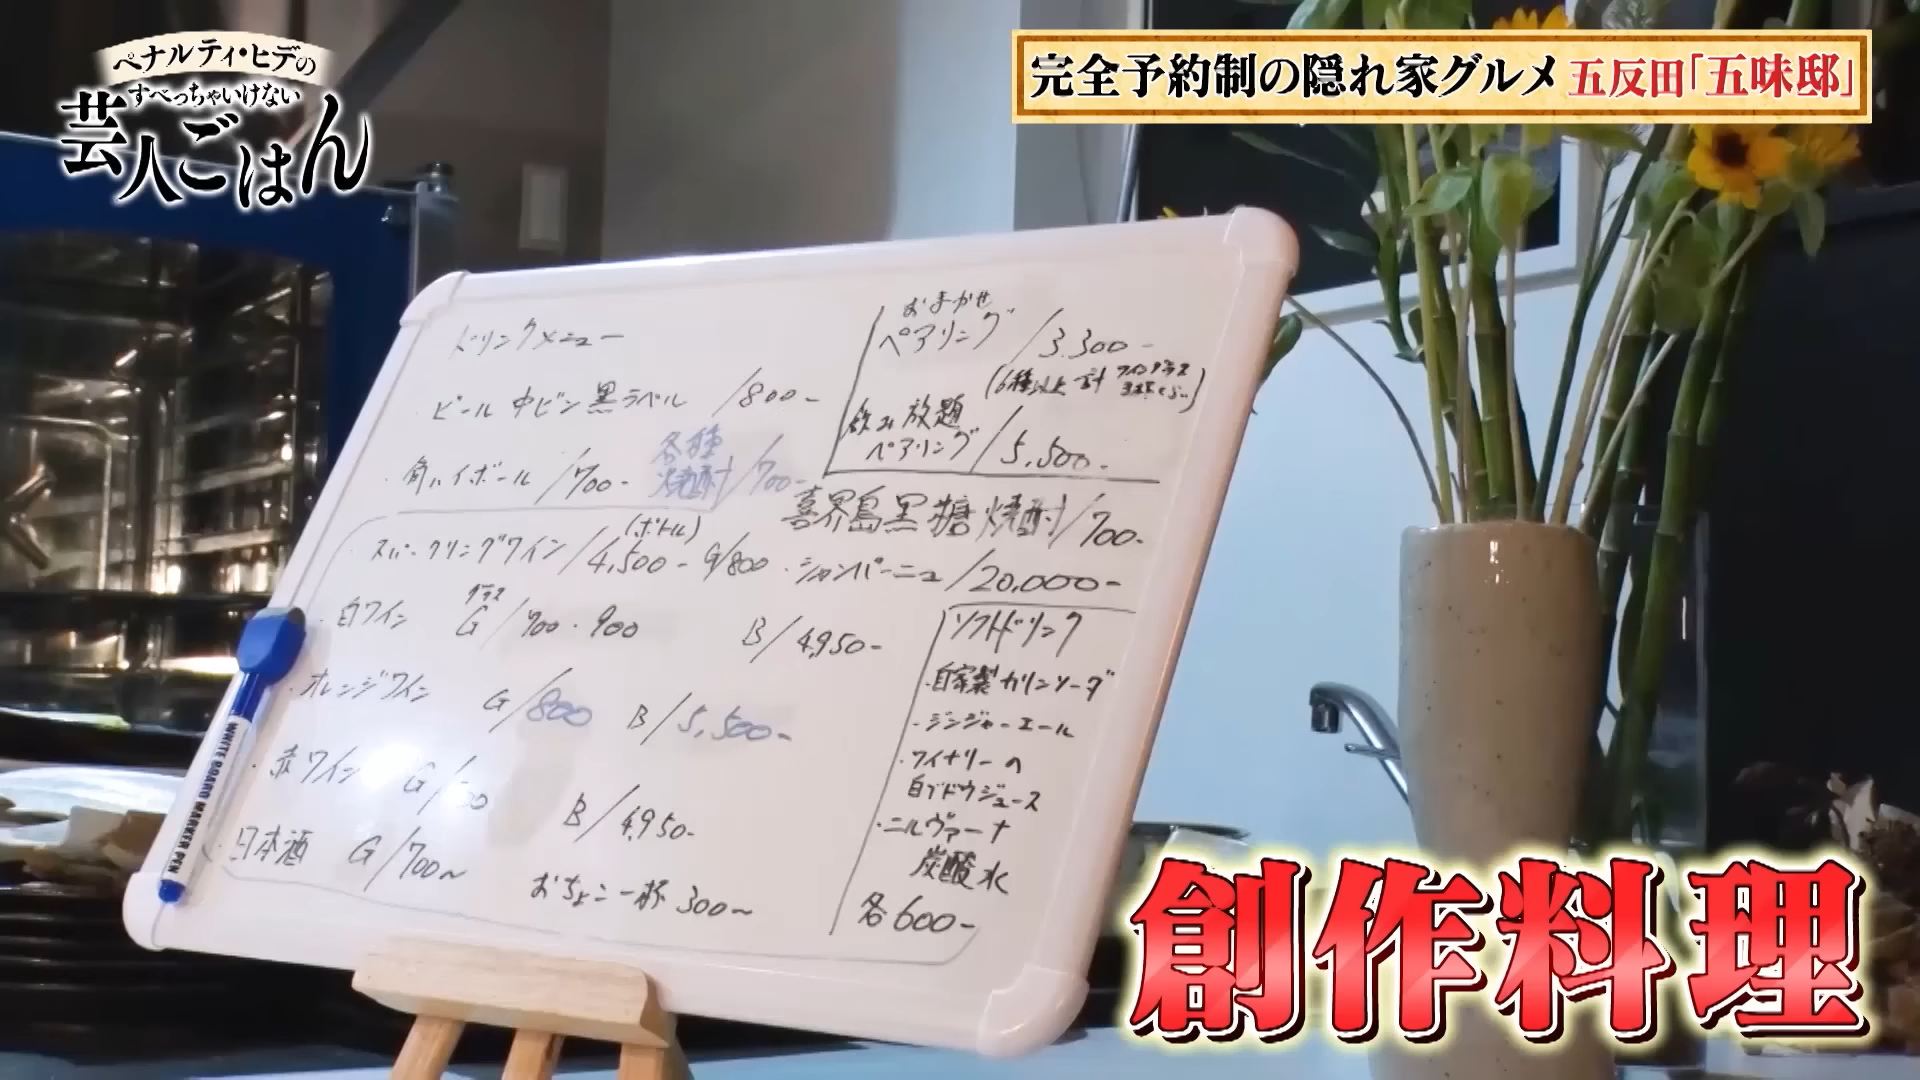 ペナルティ・ヒデの
すべっちゃいけない
芸人ごはん
完全予約制の隠れ家グルメ 五反田「五味邸」
ドリンクメニュー
・ビール 中ビン 黒ラベル /800-
・角ハイボール /700-
各種
焼酎/700-
おまかせ
ペアリング /3,300-
(6種以上 計 ワイングラス
飲み放題
ペアリング /5,500-
喜界島黒糖焼酎/700-
(ボトル)
・スパークリングワイン/4,500- G/800
・シャンパーニュ/20,000-
グラス
・白ワイン G/700・900 B/4,950-
・オレンジワイン G/800 B/5,500-
・赤ワイン G/ B/4,950-
・日本酒 G/700~
おちょこ一杯 300~
ソフトドリンク
・自家製カリンソーダ
・ジンジャーエール
・ワイナリーの
白ブドウジュース
・ニルヴァーナ
炭酸水
各600-
WHITE BOARD MARKER PEN
創作料理